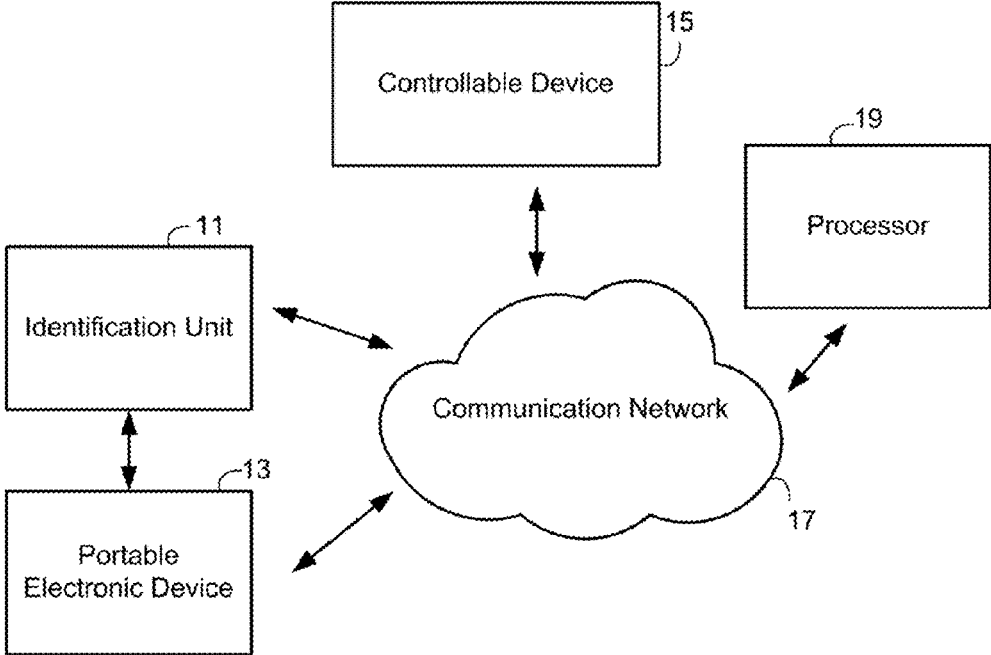 15
Controllable Device
19
Processor
11
Identification Unit
Communication Network
13
Portable
Electronic Device
17